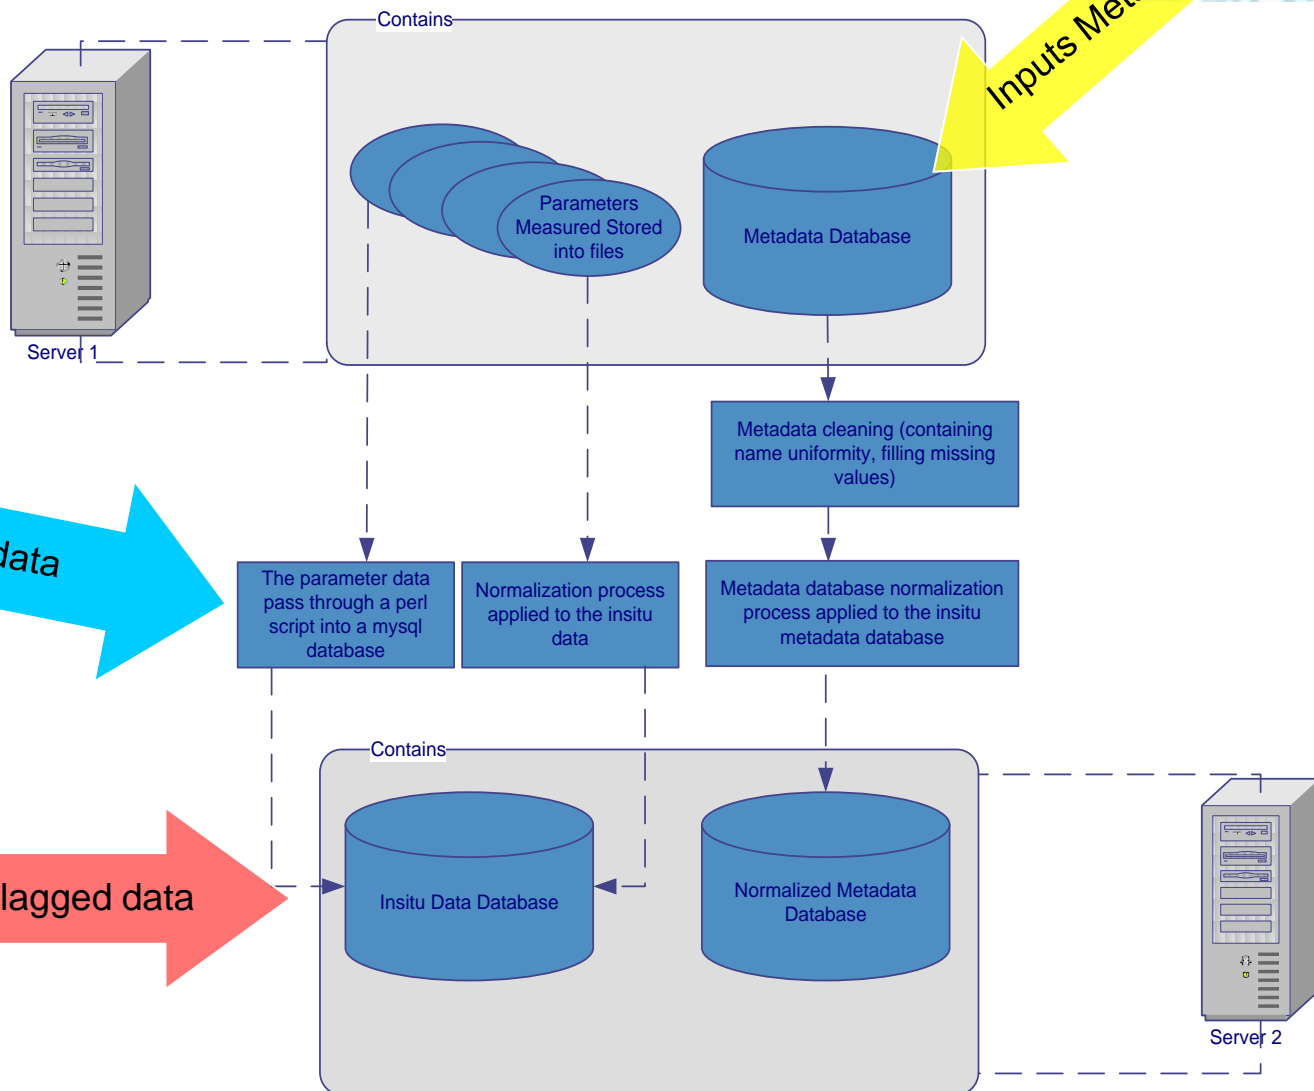 Contains
Inputs
Parameters
Measured Stored
into files
Metadata Database
Server 1
Metadata cleaning (containing
name uniformity, filling missing
values)
data
The parameter data
pass through a perl
script into a mysql
database
Normalization process
applied to the insitu
data
Metadata database normalization
process applied to the insitu
metadata database
Contains
lagged data
Insitu Data Database
Normalized Metadata
Database
Server 2